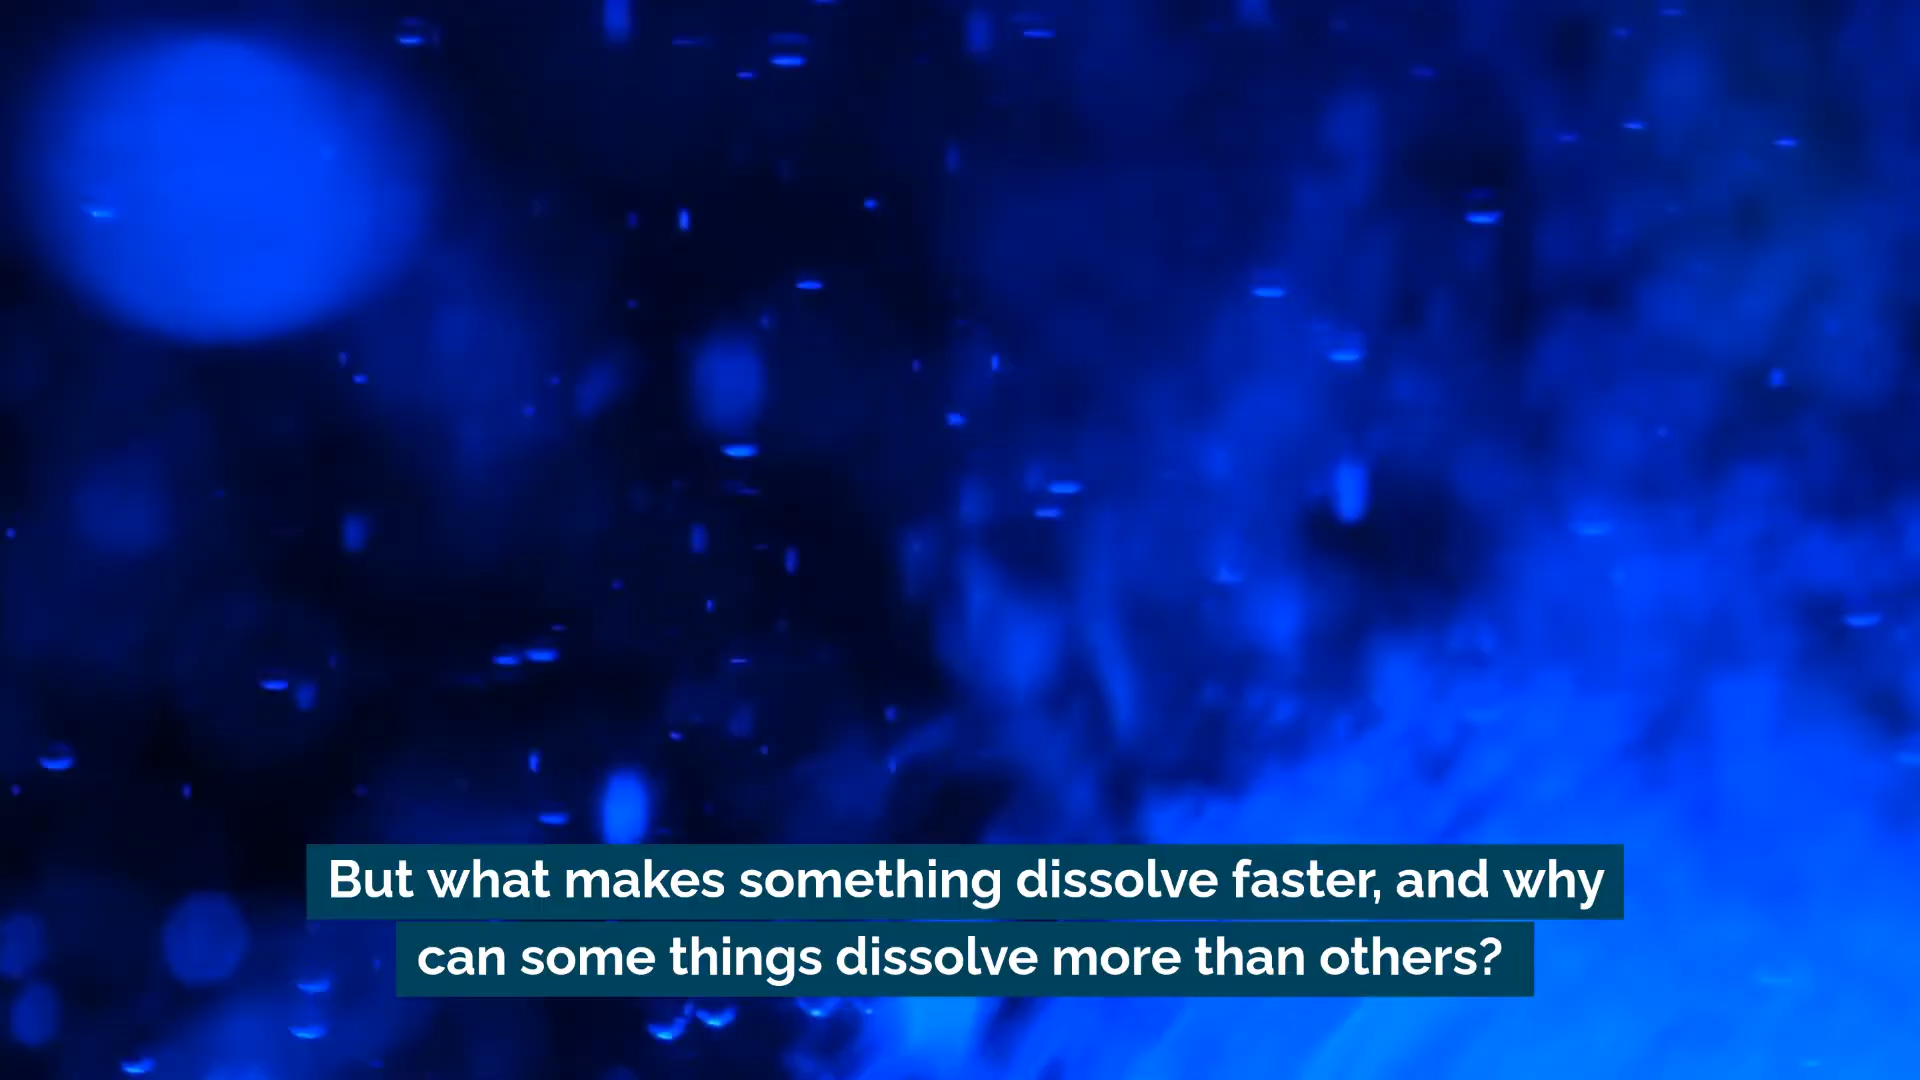 But what makes something dissolve faster, and why
can some things dissolve more than others?